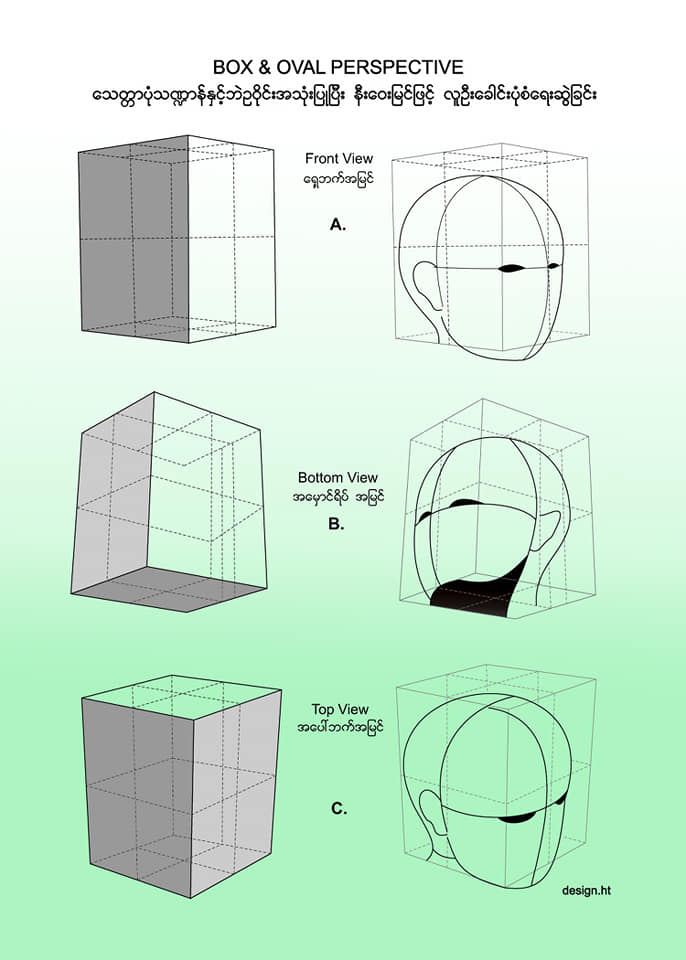 BOX & OVAL PERSPECTIVE
သေတ္တာပုံသဏ္ဍာန်နှင့်ဘဲဥဝိုင်းအသုံးပြုပြီး နီးဝေးမြင်ဖြင့် လူဦးခေါင်းပုံစံရေးဆွဲခြင်း
Front View
ရှေ့ဘက်အမြင်
A.
Bottom View
အမှောင်ရိပ် အမြင်
B.
Top View
အပေါ်ဘက်အမြင်
C.
design.ht